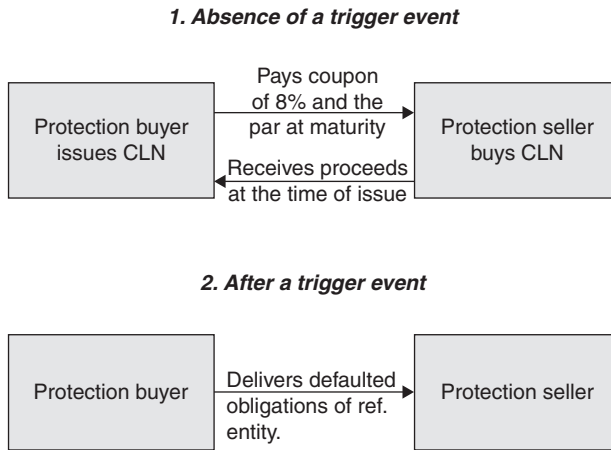 1. Absence of a trigger event
Protection buyer
issues CLN
Pays coupon
of 8% and the
par at maturity
Receives proceeds
at the time of issue
Protection seller
buys CLN
2. After a trigger event
Protection buyer
Delivers defaulted
obligations of ref.
entity.
Protection seller